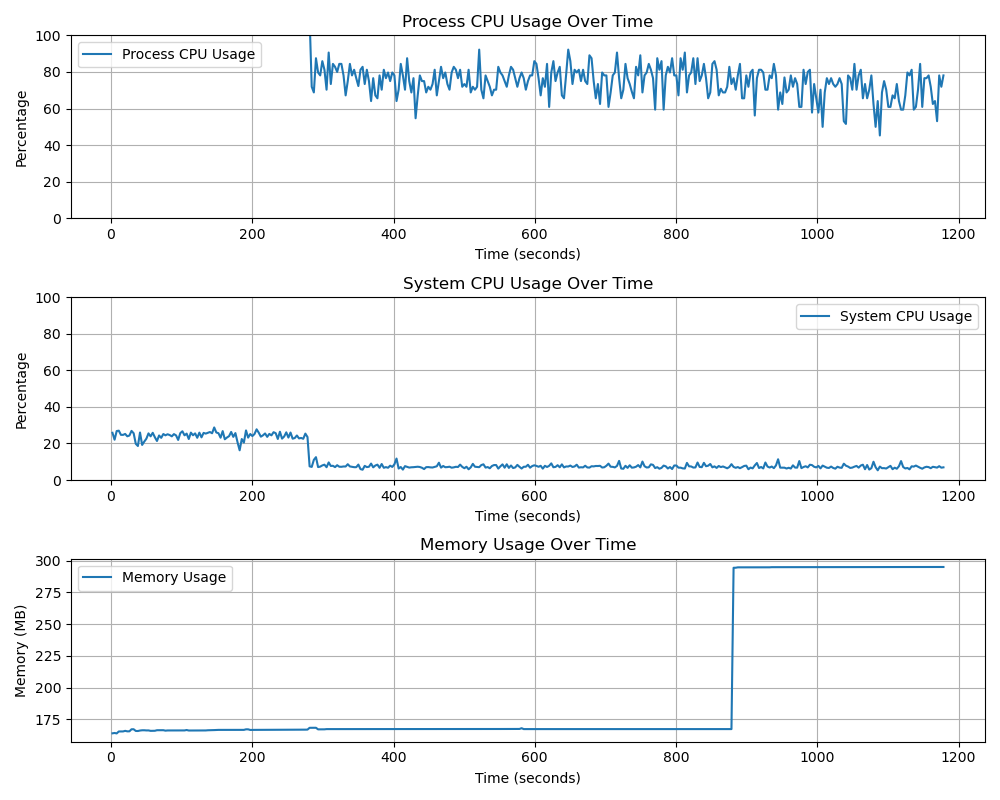 Process CPU Usage Over Time
100
80
60
40
20
0
Percentage
Process CPU Usage
0 200 400 600 800 1000 1200
Time (seconds)
System CPU Usage Over Time
100
80
60
40
20
0
Percentage
System CPU Usage
0 200 400 600 800 1000 1200
Time (seconds)
Memory Usage Over Time
300
275
250
225
200
175
Memory (MB)
Memory Usage
0 200 400 600 800 1000 1200
Time (seconds)